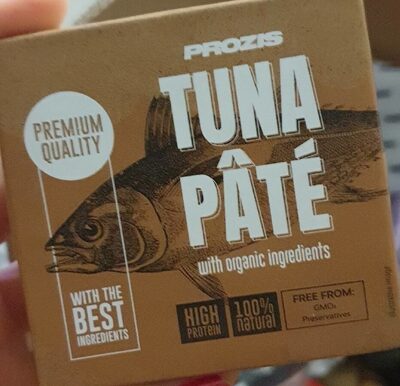 PROZIS
TUNA
PÂTÉ
with organic ingredients
PREMIUM
QUALITY
WITH THE
BEST
INGREDIENTS
HIGH
PROTEIN
100%
natural
FREE FROM:
GMOs
Preservatives